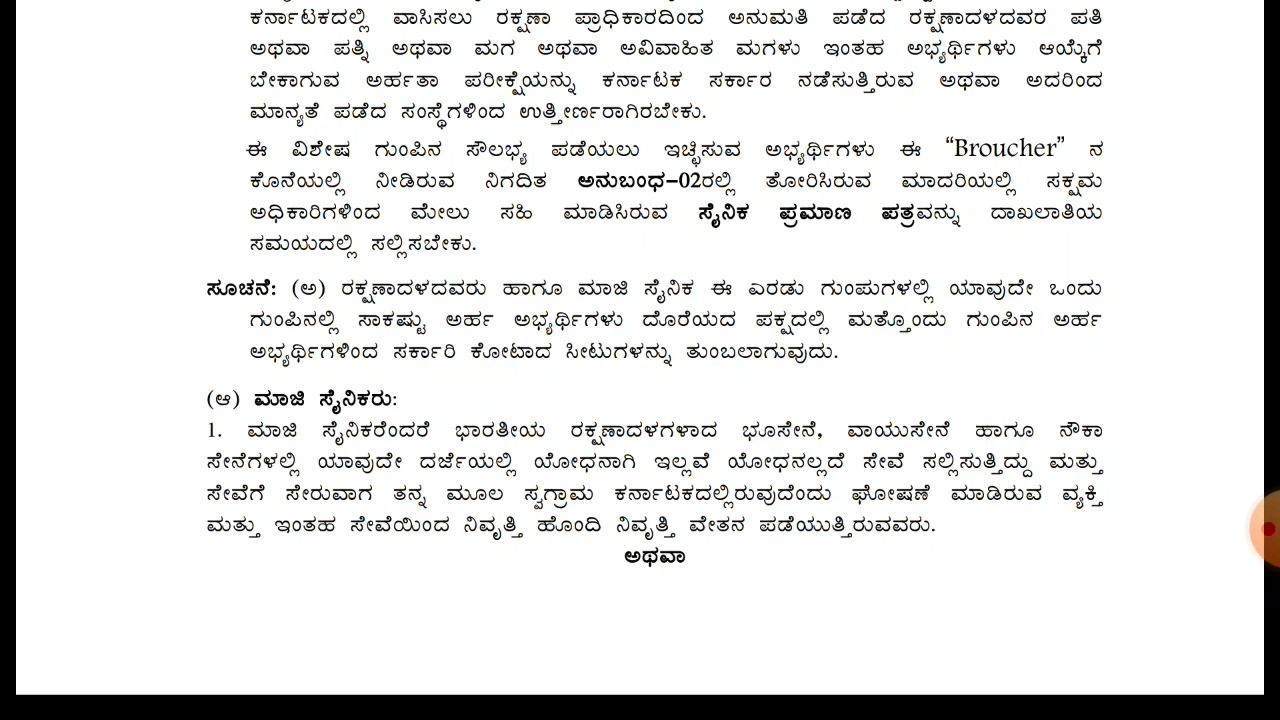 ಕರ್ನಾಟಕದಲ್ಲಿ ವಾಸಿಸಲು ರಕ್ಷಣಾ ಪ್ರಾಧಿಕಾರದಿಂದ ಅನುಮತಿ ಪಡೆದ ರಕ್ಷಣಾದಳದವರ ಪತಿ
ಅಥವಾ ಪತ್ನಿ ಅಥವಾ ಮಗ ಅಥವಾ ಅವಿವಾಹಿತ ಮಗಳು ಇಂತಹ ಅಭ್ಯರ್ಥಿಗಳು ಆಯ್ಕೆಗೆ
ಬೇಕಾಗುವ ಅರ್ಹತಾ ಪರೀಕ್ಷೆಯನ್ನು ಕರ್ನಾಟಕ ಸರ್ಕಾರ ನಡೆಸುತ್ತಿರುವ ಅಥವಾ ಅದರಿಂದ
ಮಾನ್ಯತೆ ಪಡೆದ ಸಂಸ್ಥೆಗಳಿಂದ ಉತ್ತೀರ್ಣರಾಗಿರಬೇಕು.
ಈ ವಿಶೇಷ ಗುಂಪಿನ ಸೌಲಭ್ಯ ಪಡೆಯಲು ಇಚ್ಛಿಸುವ ಅಭ್ಯರ್ಥಿಗಳು ಈ “Broucher” ನ
ಕೊನೆಯಲ್ಲಿ ನೀಡಿರುವ ನಿಗದಿತ ಅನುಬಂಧ–02ರಲ್ಲಿ ತೋರಿಸಿರುವ ಮಾದರಿಯಲ್ಲಿ ಸಕ್ಷಮ
ಅಧಿಕಾರಿಗಳಿಂದ ಮೇಲು ಸಹಿ ಮಾಡಿಸಿರುವ ಸೈನಿಕ ಪ್ರಮಾಣ ಪತ್ರವನ್ನು ದಾಖಲಾತಿಯ
ಸಮಯದಲ್ಲಿ ಸಲ್ಲಿಸಬೇಕು.
ಸೂಚನೆ: (ಅ) ರಕ್ಷಣಾದಳದವರು ಹಾಗೂ ಮಾಜಿ ಸೈನಿಕ ಈ ಎರಡು ಗುಂಪುಗಳಲ್ಲಿ ಯಾವುದೇ ಒಂದು
ಗುಂಪಿನಲ್ಲಿ ಸಾಕಷ್ಟು ಅರ್ಹ ಅಭ್ಯರ್ಥಿಗಳು ದೊರೆಯದ ಪಕ್ಷದಲ್ಲಿ ಮತ್ತೊಂದು ಗುಂಪಿನ ಅರ್ಹ
ಅಭ್ಯರ್ಥಿಗಳಿಂದ ಸರ್ಕಾರಿ ಕೋಟಾದ ಸೀಟುಗಳನ್ನು ತುಂಬಲಾಗುವುದು.
(ಆ) ಮಾಜಿ ಸೈನಿಕರು:
1. ಮಾಜಿ ಸೈನಿಕರೆಂದರೆ ಭಾರತೀಯ ರಕ್ಷಣಾದಳಗಳಾದ ಭೂಸೇನೆ, ವಾಯುಸೇನೆ ಹಾಗೂ ನೌಕಾ
ಸೇನೆಗಳಲ್ಲಿ ಯಾವುದೇ ದರ್ಜೆಯಲ್ಲಿ ಯೋಧನಾಗಿ ಇಲ್ಲವೆ ಯೋಧನಲ್ಲದೆ ಸೇವೆ ಸಲ್ಲಿಸುತ್ತಿದ್ದು ಮತ್ತು
ಸೇವೆಗೆ ಸೇರುವಾಗ ತನ್ನ ಮೂಲ ಸ್ವಗ್ರಾಮ ಕರ್ನಾಟಕದಲ್ಲಿರುವುದೆಂದು ಘೋಷಣೆ ಮಾಡಿರುವ ವ್ಯಕ್ತಿ
ಮತ್ತು ಇಂತಹ ಸೇವೆಯಿಂದ ನಿವೃತ್ತಿ ಹೊಂದಿ ನಿವೃತ್ತಿ ವೇತನ ಪಡೆಯುತ್ತಿರುವವರು.
ಅಥವಾ